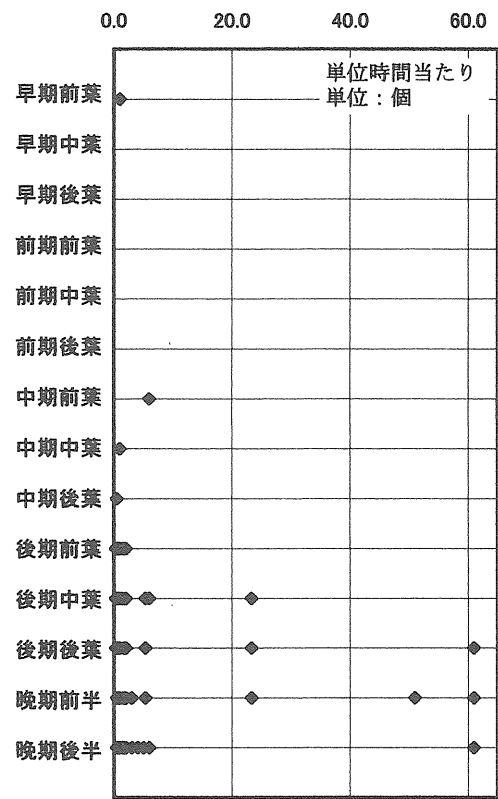 0.0 20.0 40.0 60.0
単位時間当たり
単位：個
早期前葉
早期中葉
早期後葉
前期前葉
前期中葉
前期後葉
中期前葉
中期中葉
中期後葉
後期前葉
後期中葉
後期後葉
晩期前半
晩期後半